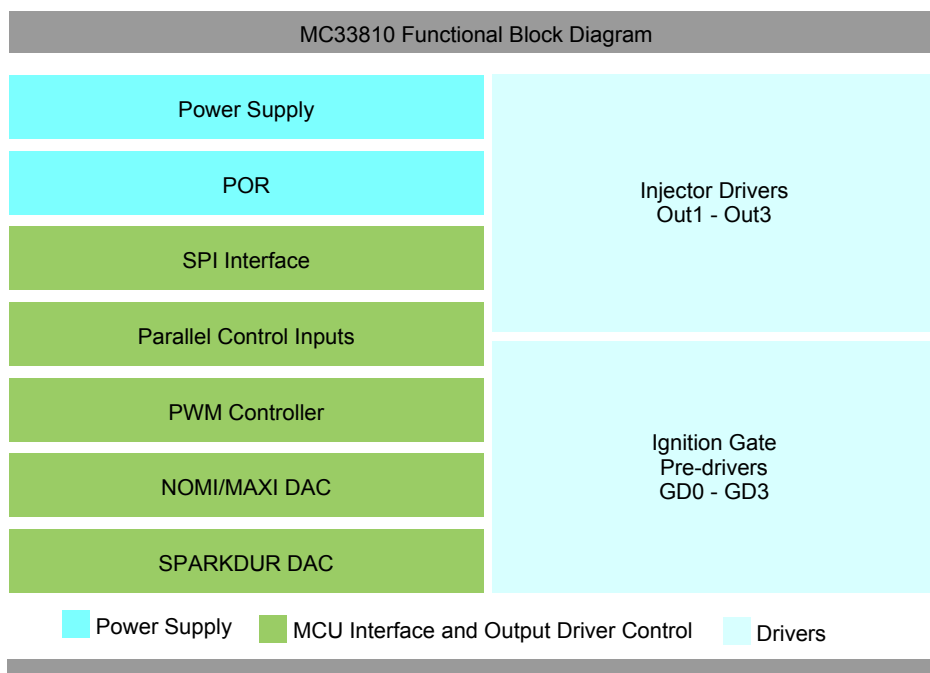 MC33810 Functional Block Diagram
Power Supply
POR
SPI Interface
Parallel Control Inputs
PWM Controller
NOMI/MAXI DAC
SPARKDUR DAC
Injector Drivers
Out1 - Out3
Ignition Gate
Pre-drivers
GD0 - GD3
Power Supply
MCU Interface and Output Driver Control
Drivers